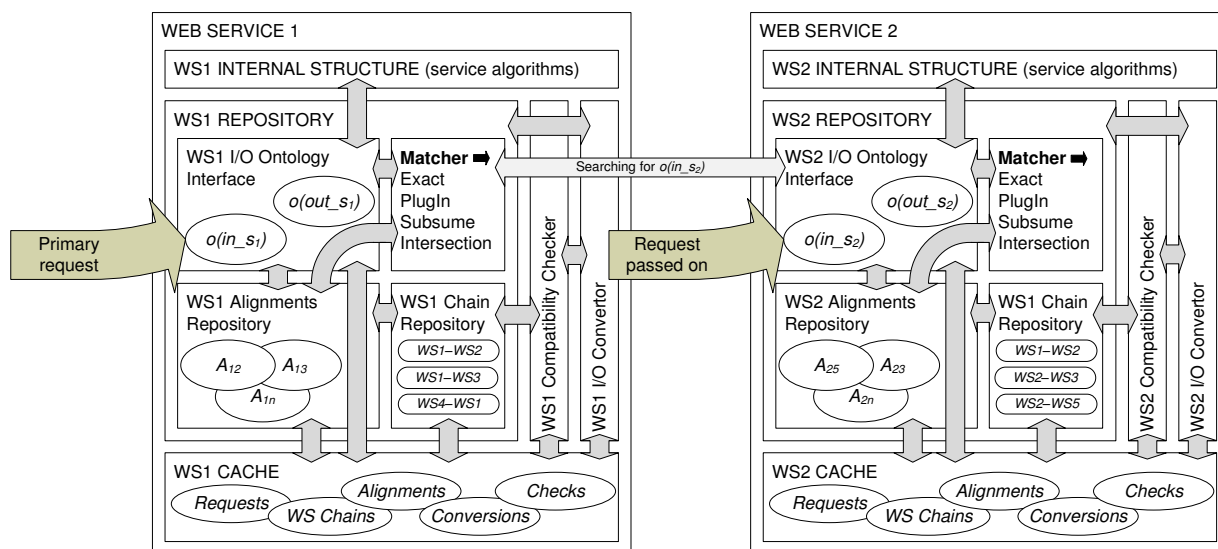 WEB SERVICE 1
WS1 INTERNAL STRUCTURE (service algorithms)
WS1 REPOSITORY
WS1 I/O Ontology
Interface
o(out_s1)
o(in_s1)
Matcher
Exact
PlugIn
Subsume
Intersection
Primary
request
WS1 Alignments
Repository
A12
A13
A1n
WS1 Chain
Repository
WS1–WS2
WS1–WS3
WS4–WS1
WS1 Compatibility Checker
WS1 I/O Convertor
WS1 CACHE
Requests
WS Chains
Alignments
Conversions
Checks
Searching for o(in_s2)
WEB SERVICE 2
WS2 INTERNAL STRUCTURE (service algorithms)
WS2 REPOSITORY
WS2 I/O Ontology
Interface
o(out_s2)
o(in_s2)
Matcher
Exact
PlugIn
Subsume
Intersection
Request
passed on
WS2 Alignments
Repository
A25
A23
A2n
WS1 Chain
Repository
WS1–WS2
WS2–WS3
WS2–WS5
WS2 Compatibility Checker
WS2 I/O Convertor
WS2 CACHE
Requests
WS Chains
Alignments
Conversions
Checks